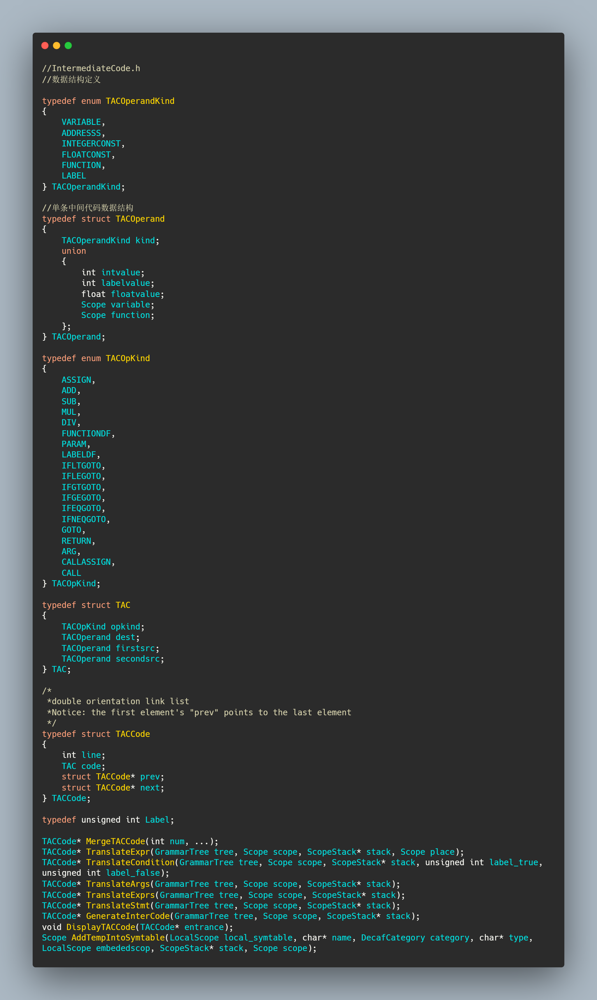 //IntermediateCode.h
//数据结构定义
typedef enum TACOperandKind
{
    VARIABLE,
    ADDRESSS,
    INTEGERCONST,
    FLOATCONST,
    FUNCTION,
    LABEL
} TACOperandKind;
//单条中间代码数据结构
typedef struct TACOperand
{
    TACOperandKind kind;
    union
    {
        int intvalue;
        int labelvalue;
        float floatvalue;
        Scope variable;
        Scope function;
    };
} TACOperand;
typedef enum TACOpKind
{
    ASSIGN,
    ADD,
    SUB,
    MUL,
    DIV,
    FUNCTIONDF,
    PARAM,
    LABELDF,
    IFLTGOTO,
    IFLEGOTO,
    IFGTGOTO,
    IFGEGOTO,
    IFEQGOTO,
    IFNEQGOTO,
    GOTO,
    RETURN,
    ARG,
    CALLASSIGN,
    CALL
} TACOpKind;
typedef struct TAC
{
    TACOpKind opkind;
    TACOperand dest;
    TACOperand firstsrc;
    TACOperand secondsrc;
} TAC;
/*
 *double orientation link list
 *Notice: the first element's "prev" points to the last element
 */
typedef struct TACCode
{
    int line;
    TAC code;
    struct TACCode* prev;
    struct TACCode* next;
} TACCode;
typedef unsigned int Label;
TACCode* MergeTACCode(int num, ...);
TACCode* TranslateExpr(GrammarTree tree, Scope scope, ScopeStack* stack, Scope place);
TACCode* TranslateCondition(GrammarTree tree, Scope scope, ScopeStack* stack, unsigned int label_true,
unsigned int label_false);
TACCode* TranslateArgs(GrammarTree tree, Scope scope, ScopeStack* stack);
TACCode* TranslateExprs(GrammarTree tree, Scope scope, ScopeStack* stack);
TACCode* TranslateStmt(GrammarTree tree, Scope scope, ScopeStack* stack);
TACCode* GenerateInterCode(GrammarTree tree, Scope scope, ScopeStack* stack);
void DisplayTACCode(TACCode* entrance);
Scope AddTempIntoSymtable(LocalScope local_symtable, char* name, DecafCategory category, char* type,
LocalScope embededscop, ScopeStack* stack, Scope scope);